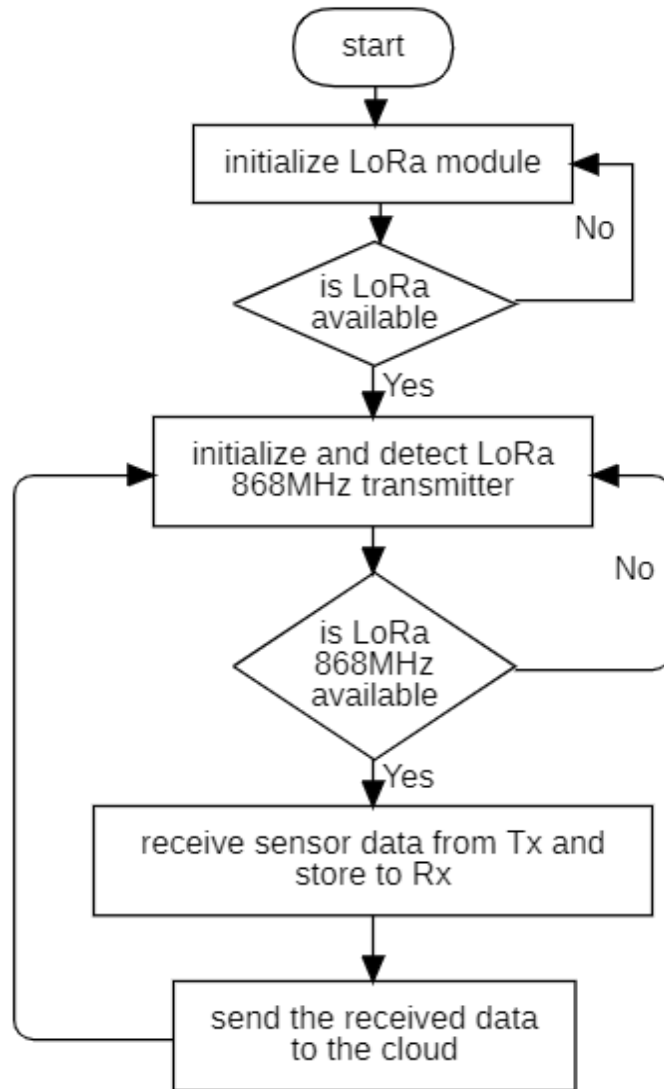 start
initialize LoRa module
No
is LoRa
available
Yes
initialize and detect LoRa
868MHz transmitter
No
is LoRa
868MHz
available
Yes
receive sensor data from Tx and
store to Rx
send the received data
to the cloud